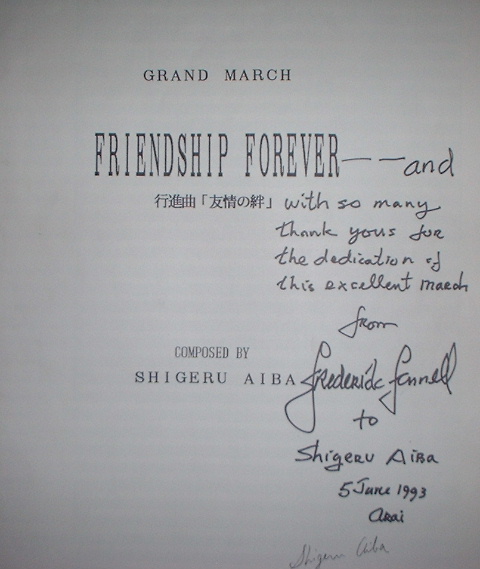 GRAND MARCH
FRIENDSHIP FOREVER — — and
行進曲「友情の絆」 with so many
thank yous for
the dedication of
this excellent march
from
COMPOSED BY
SHIGERU AIBA Frederick Fennell
to
Shigeru Aiba
5 June 1993
Arai
Shigeru Aiba